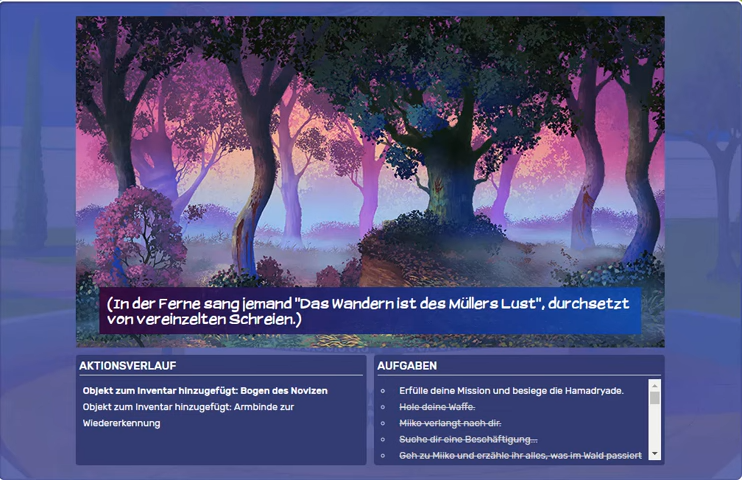 (In der Ferne sang jemand "Das Wandern ist des Müllers Lust", durchsetzt
von vereinzelten Schreien.)
AKTIONSVERLAUF
Objekt zum Inventar hinzugefügt: Bogen des Novizen
Objekt zum Inventar hinzugefügt: Armbinde zur
Wiedererkennung
AUFGABEN
Erfülle deine Mission und besiege die Hamadryade.
Hole deine Waffe.
Miiko verlangt nach dir.
Suche dir eine Beschäftigung...
Geh zu Miiko und erzähle ihr alles, was im Wald passiert